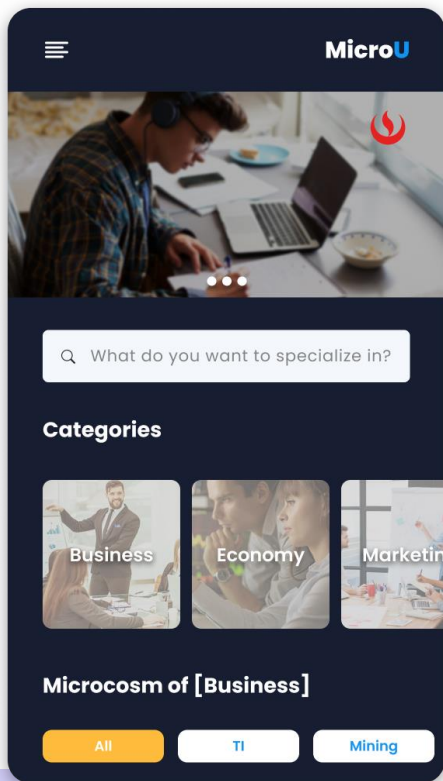 MicroU
What do you want to specialize in?
Categories
Business
Economy
Marketin
Microcosm of [Business]
All
TI
Mining